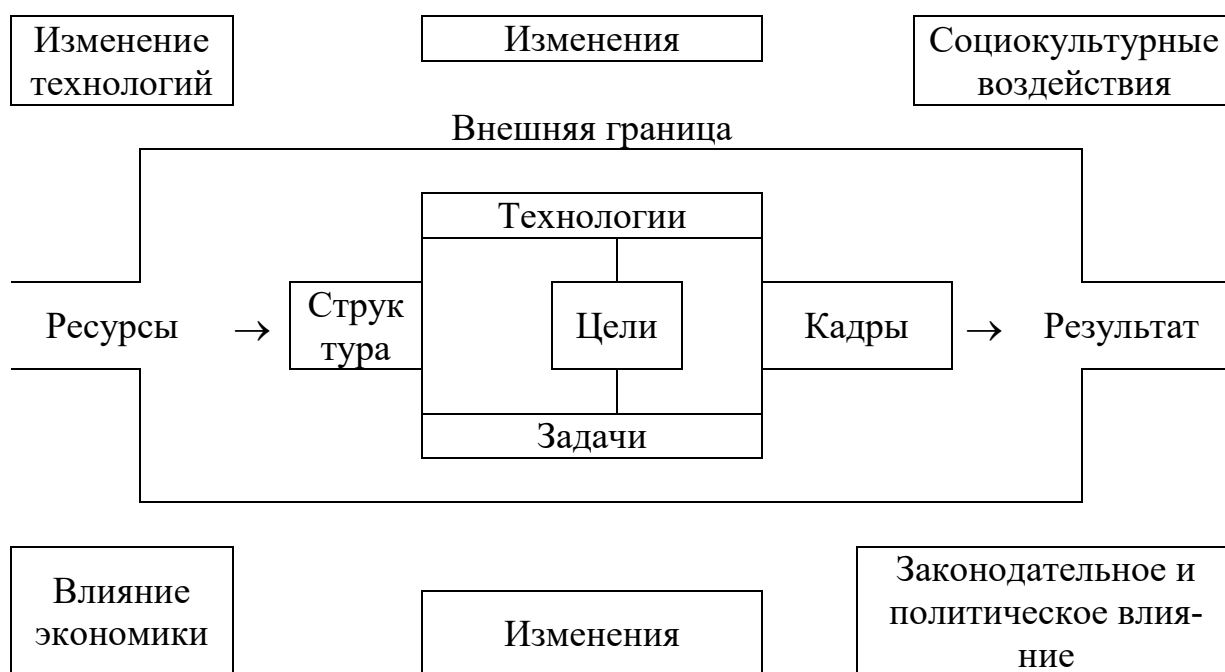 Изменение
технологий
Изменения
Социокультурные
воздействия
Внешняя граница
Технологии
Ресурсы
→
Струк
тура
Цели
Кадры
→
Результат
Задачи
Влияние
экономики
Изменения
Законодательное и
политическое влия-
ние